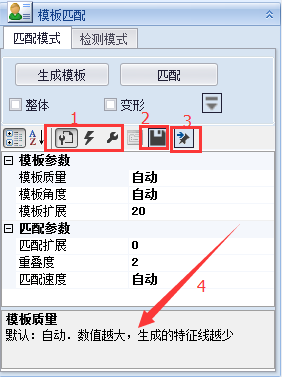 模板匹配
匹配模式 检测模式
生成模板 匹配
整体 变形
1 2 3
模板参数
模板质量 自动
模板角度 自动
模板扩展 20
匹配参数
匹配扩展 0
重叠度 2
匹配速度 自动
4
模板质量
默认：自动．数值越大，生成的特征线越少